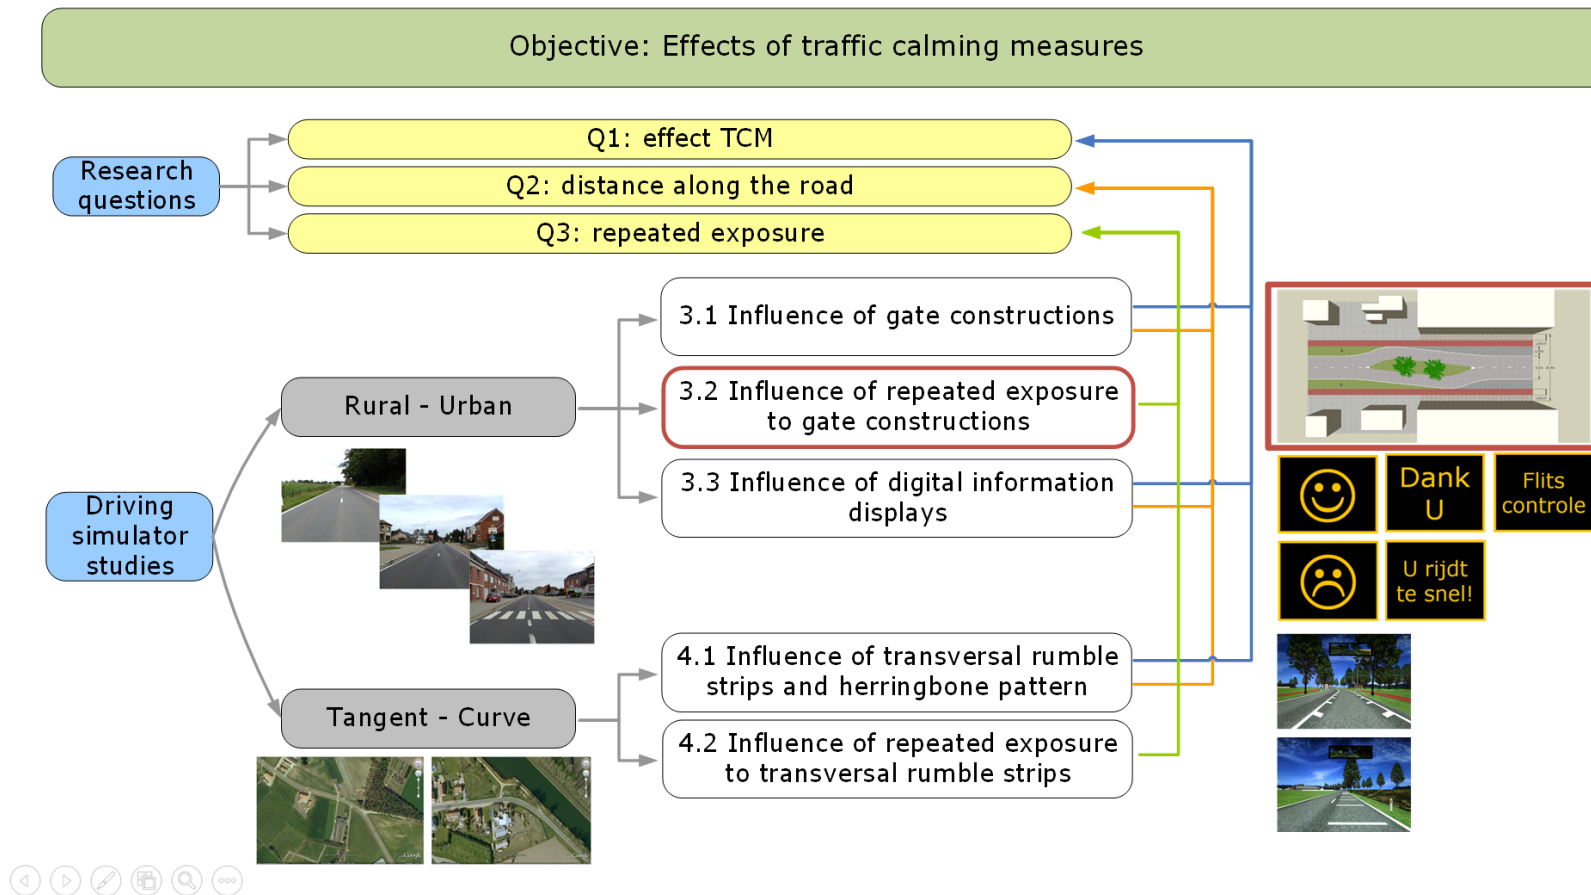 Objective: Effects of traffic calming measures
Research
questions
Q1: effect TCM
Q2: distance along the road
Q3: repeated exposure
Driving
simulator
studies
Rural - Urban
3.1 Influence of gate constructions
3.2 Influence of repeated exposure
to gate constructions
3.3 Influence of digital information
displays
Dank
U
Flits
controle
U rijdt
te snel!
Tangent - Curve
4.1 Influence of transversal rumble
strips and herringbone pattern
4.2 Influence of repeated exposure
to transversal rumble strips
Google
Google